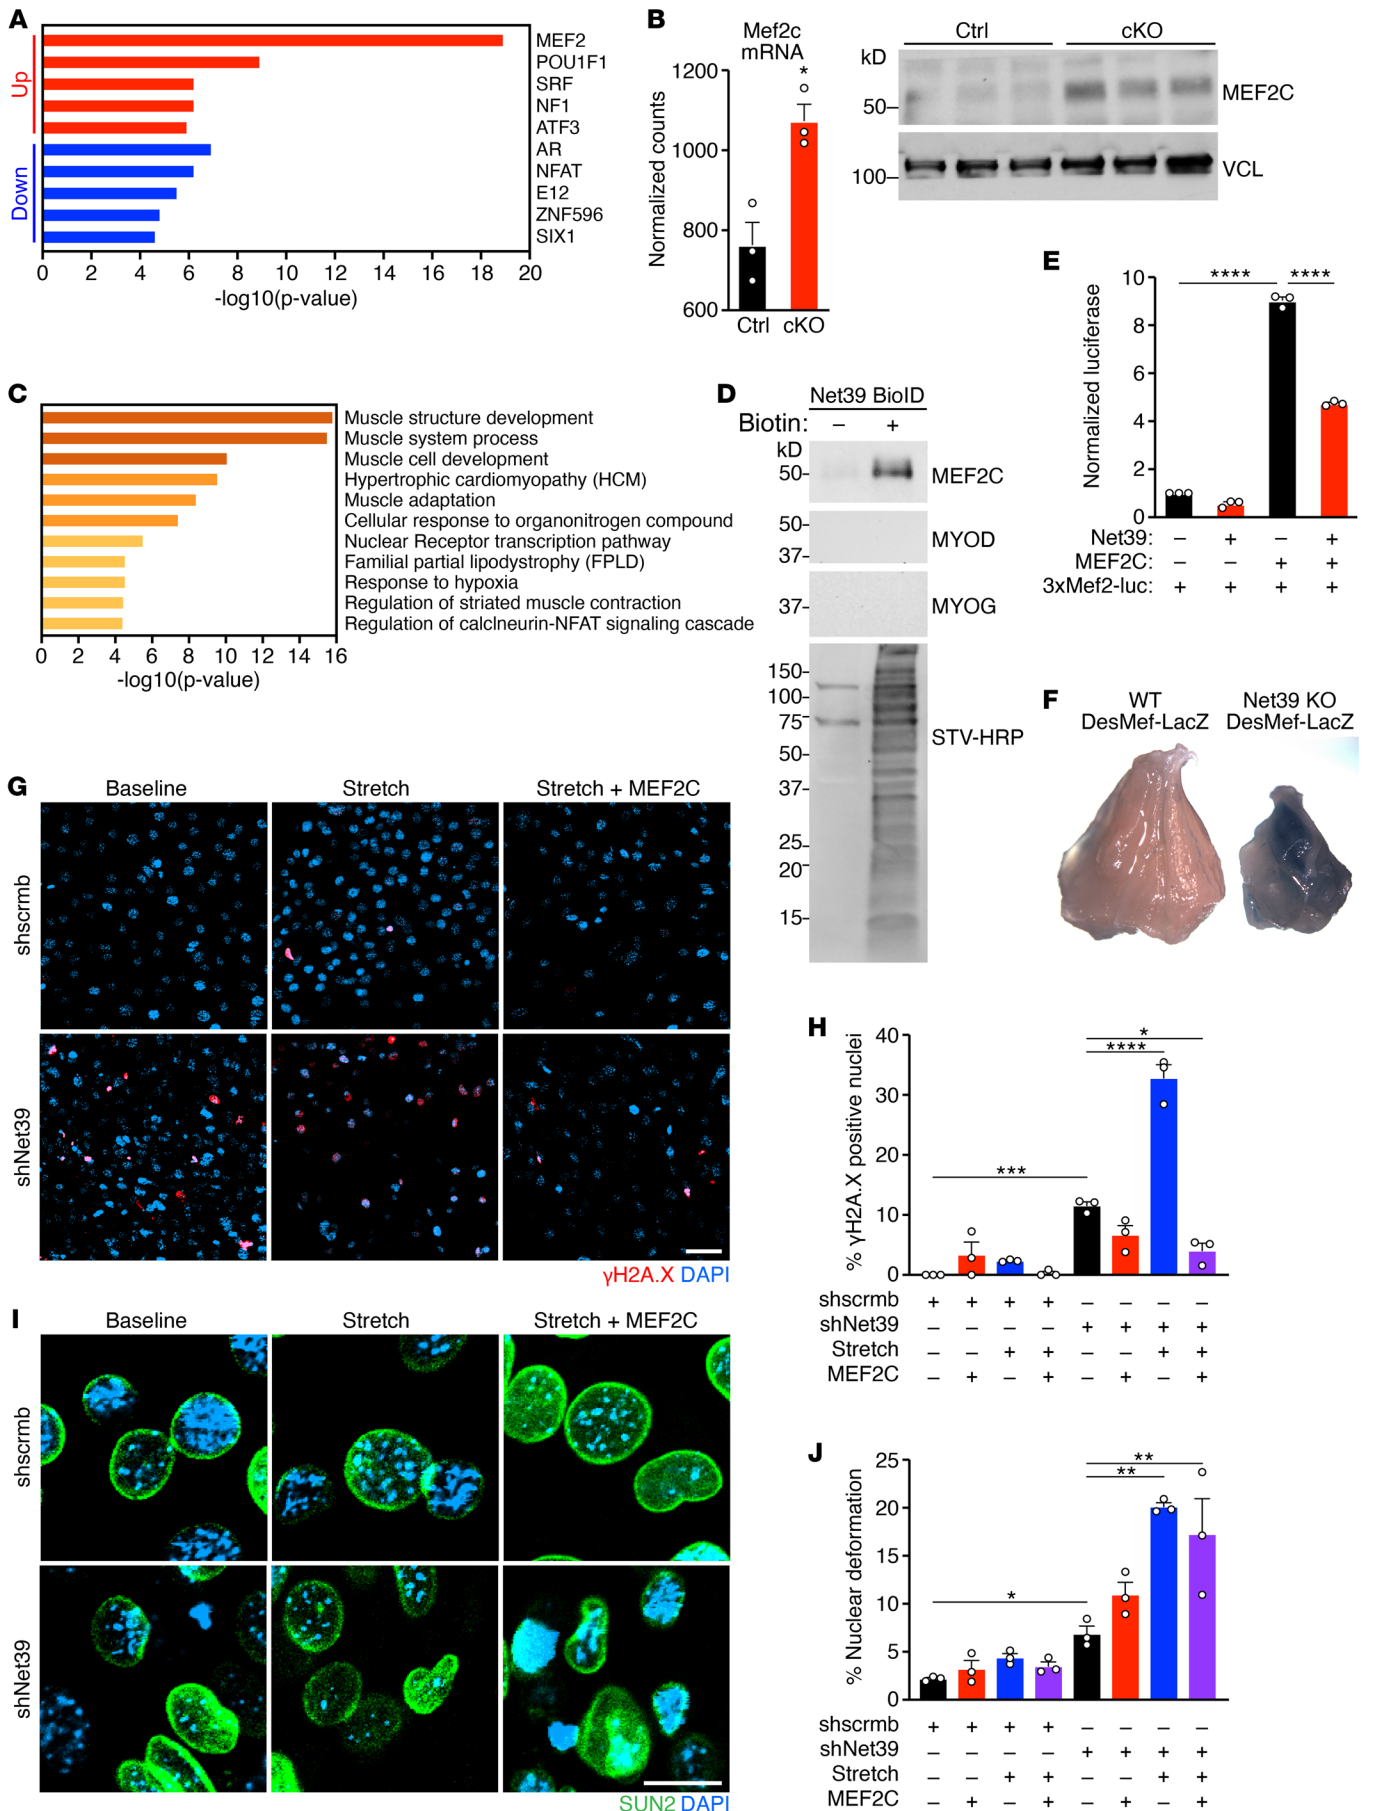 A
Up
Down
MEF2
POU1F1
SRF
NF1
ATF3
AR
NFAT
E12
ZNF596
SIX1
0 2 4 6 8 10 12 14 16 18 20
-log10(p-value)
B
Mef2c
mRNA
Normalized counts
1200
1000
800
600
*
Ctrl cKO
Ctrl cKO
kD
50
MEF2C
100
VCL
C
Muscle structure development
Muscle system process
Muscle cell development
Hypertrophic cardiomyopathy (HCM)
Muscle adaptation
Cellular response to organonitrogen compound
Nuclear Receptor transcription pathway
Familial partial lipodystrophy (FPLD)
Response to hypoxia
Regulation of striated muscle contraction
Regulation of calclneurin-NFAT signaling cascade
0 2 4 6 8 10 12 14 16
-log10(p-value)
D
Net39 BioID
Biotin: – +
kD
50
MEF2C
50
37
MYOD
37
MYOG
150
100
75
50
37
25
20
15
STV-HRP
E
Normalized luciferase
10
8
6
4
2
0
**** ****
Net39: – + – +
MEF2C: – – + +
3xMef2-luc: + + + +
F
WT
DesMef-LacZ
Net39 KO
DesMef-LacZ
G
Baseline Stretch Stretch + MEF2C
shscrmb
shNet39
γH2A.X DAPI
H
% γH2A.X positive nuclei
40
30
20
10
0
*
****
***
shscrmb + + + + – – – –
shNet39 – – – – + + + +
Stretch – – + + – – + +
MEF2C – + – + – + – +
I
Baseline Stretch Stretch + MEF2C
shscrmb
shNet39
SUN2 DAPI
J
% Nuclear deformation
25
20
15
10
5
0
**
**
*
shscrmb + + + + – – – –
shNet39 – – – – + + + +
Stretch – – + + – – + +
MEF2C – + – + – + – +